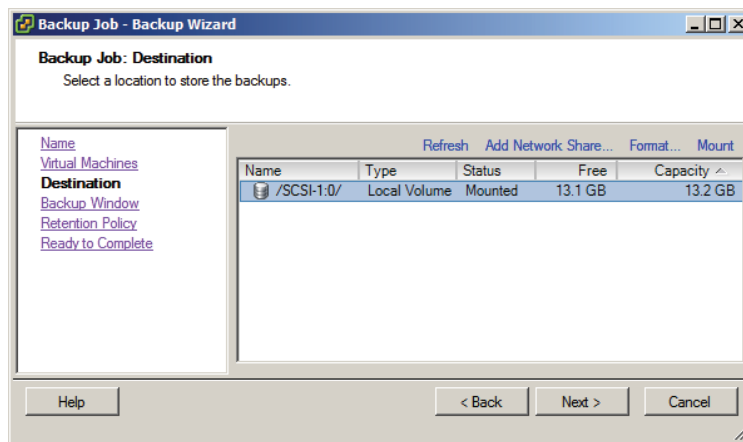 Backup Job - Backup Wizard
Backup Job: Destination
Select a location to store the backups.
Name
Virtual Machines
Destination
Backup Window
Retention Policy
Ready to Complete
Refresh Add Network Share... Format... Mount
Name Type Status Free Capacity
/SCSI-1:0/ Local Volume Mounted 13.1 GB 13.2 GB
Help < Back Next > Cancel